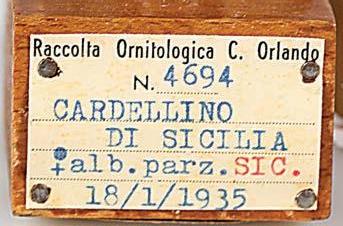 Raccolta Ornitologica C. Orlando
N. 4694
CARDELLINO
DI SICILIA
♀alb.parz.SIC.
18/1/1935